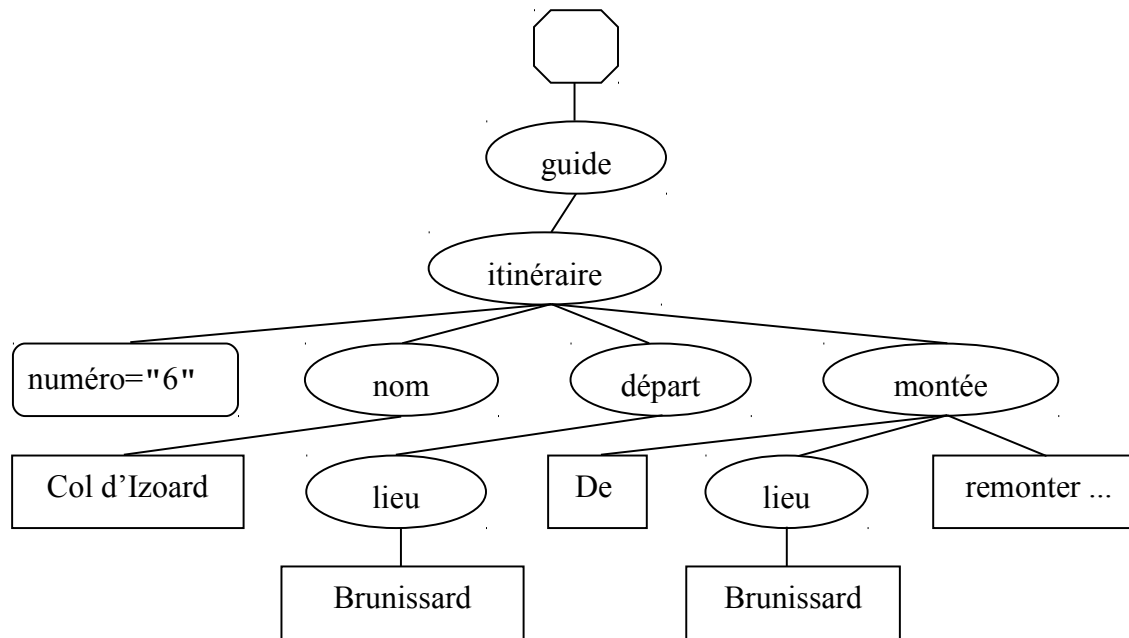 guide
itinéraire
numéro="6"
nom
départ
montée
Col d’Izoard
lieu
De
lieu
remonter ...
Brunissard
Brunissard